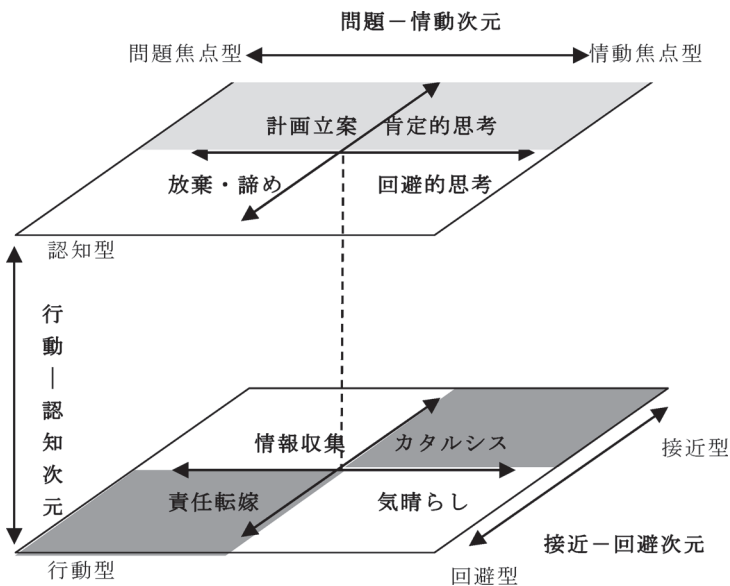 問題－情動次元
問題焦点型
情動焦点型
計画立案
肯定的思考
放棄・諦め
回避的思考
認知型
行動―認知次元
情報収集
カタルシス
接近型
責任転嫁
気晴らし
接近－回避次元
行動型
回避型